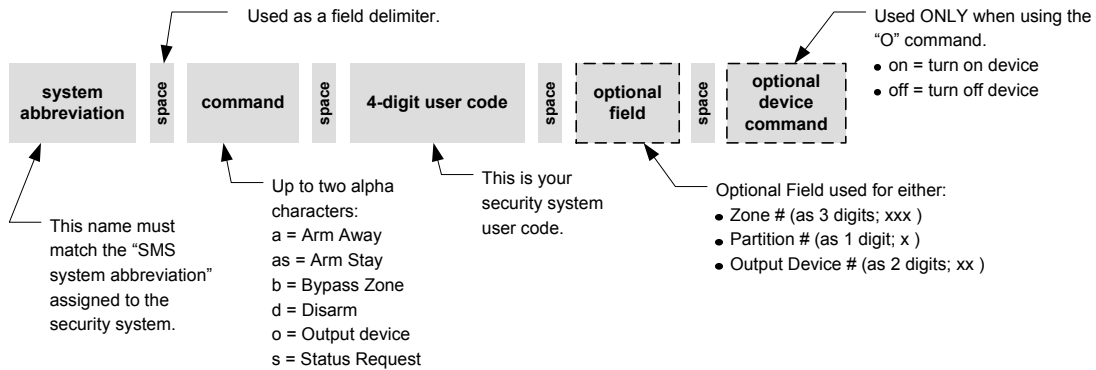 Used as a field delimiter.
Used ONLY when using the
“O” command.
• on = turn on device
• off = turn off device
system
abbreviation
space
command
space
4-digit user code
space
optional
field
space
optional
device
command
This name must
match the “SMS
system abbreviation”
assigned to the
security system.
Up to two alpha
characters:
a = Arm Away
as = Arm Stay
b = Bypass Zone
d = Disarm
o = Output device
s = Status Request
This is your
security system
user code.
Optional Field used for either:
• Zone # (as 3 digits; xxx )
• Partition # (as 1 digit; x )
• Output Device # (as 2 digits; xx )